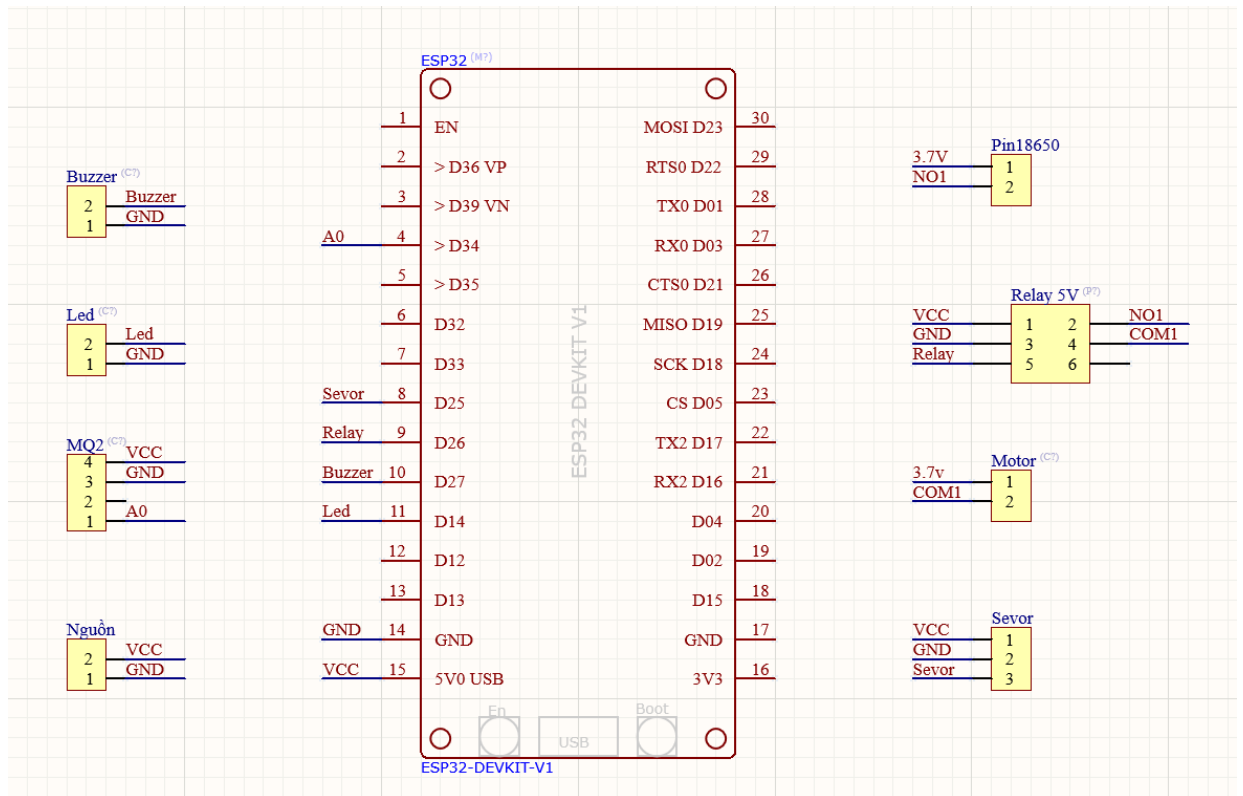 ESP32 (M?)
1 EN
2 > D36 VP
3 > D39 VN
A0 4 > D34
5 > D35
6 D32
7 D33
Sevor 8 D25
Relay 9 D26
Buzzer 10 D27
Led 11 D14
12 D12
13 D13
GND 14 GND
VCC 15 5V0 USB
MOSI D23 30
RTS0 D22 29
TX0 D01 28
RX0 D03 27
CTS0 D21 26
MISO D19 25
SCK D18 24
CS D05 23
TX2 D17 22
RX2 D16 21
D04 20
D02 19
D15 18
GND 17
3V3 16
ESP32 DEVKIT V1
En
USB
Boot
ESP32-DEVKIT-V1
Buzzer (C?)
2 Buzzer
1 GND
Led (C?)
2 Led
1 GND
MQ2 (C?)
4 VCC
3 GND
2
1 A0
Nguồn
2 VCC
1 GND
Pin18650
3.7V 1
NO1 2
Relay 5V (P?)
VCC 1 2 NO1
GND 3 4 COM1
Relay 5 6
Motor (C?)
3.7v 1
COM1 2
Sevor
VCC 1
GND 2
Sevor 3